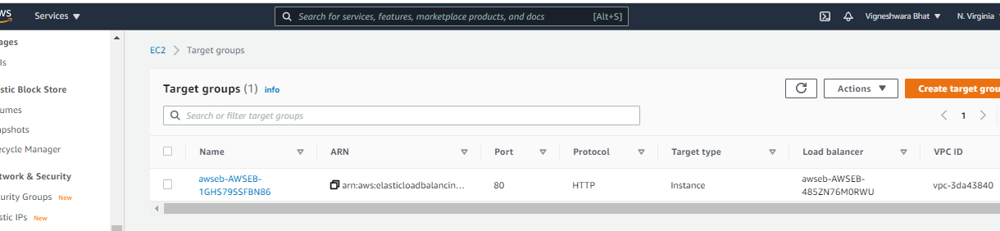 WS
Services
Search for services, features, marketplace products, and docs [Alt+S]
Vigneshwara Bhat
N. Virginia
ages
Is
stic Block Store
umes
apshots
ecycle Manager
twork & Security
urity Groups New
stic IPs New
EC2 > Target groups
Target groups (1) info
Actions
Create target grou
Search or filter target groups
1
Name ARN Port Protocol Target type Load balancer VPC ID
awseb-AWSEB-
1GHS79SSFBN86
arn:aws:elasticloadbalancin...
80
HTTP
Instance
awseb-AWSEB-
485ZN76M0RWU
vpc-3da43840